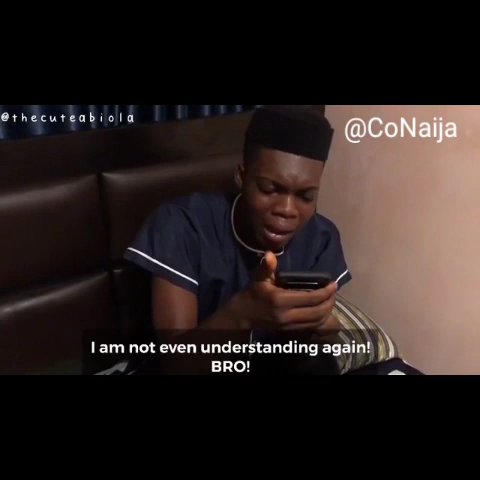 @thecuteabiola
@CoNaija
I am not even understanding again!
BRO!